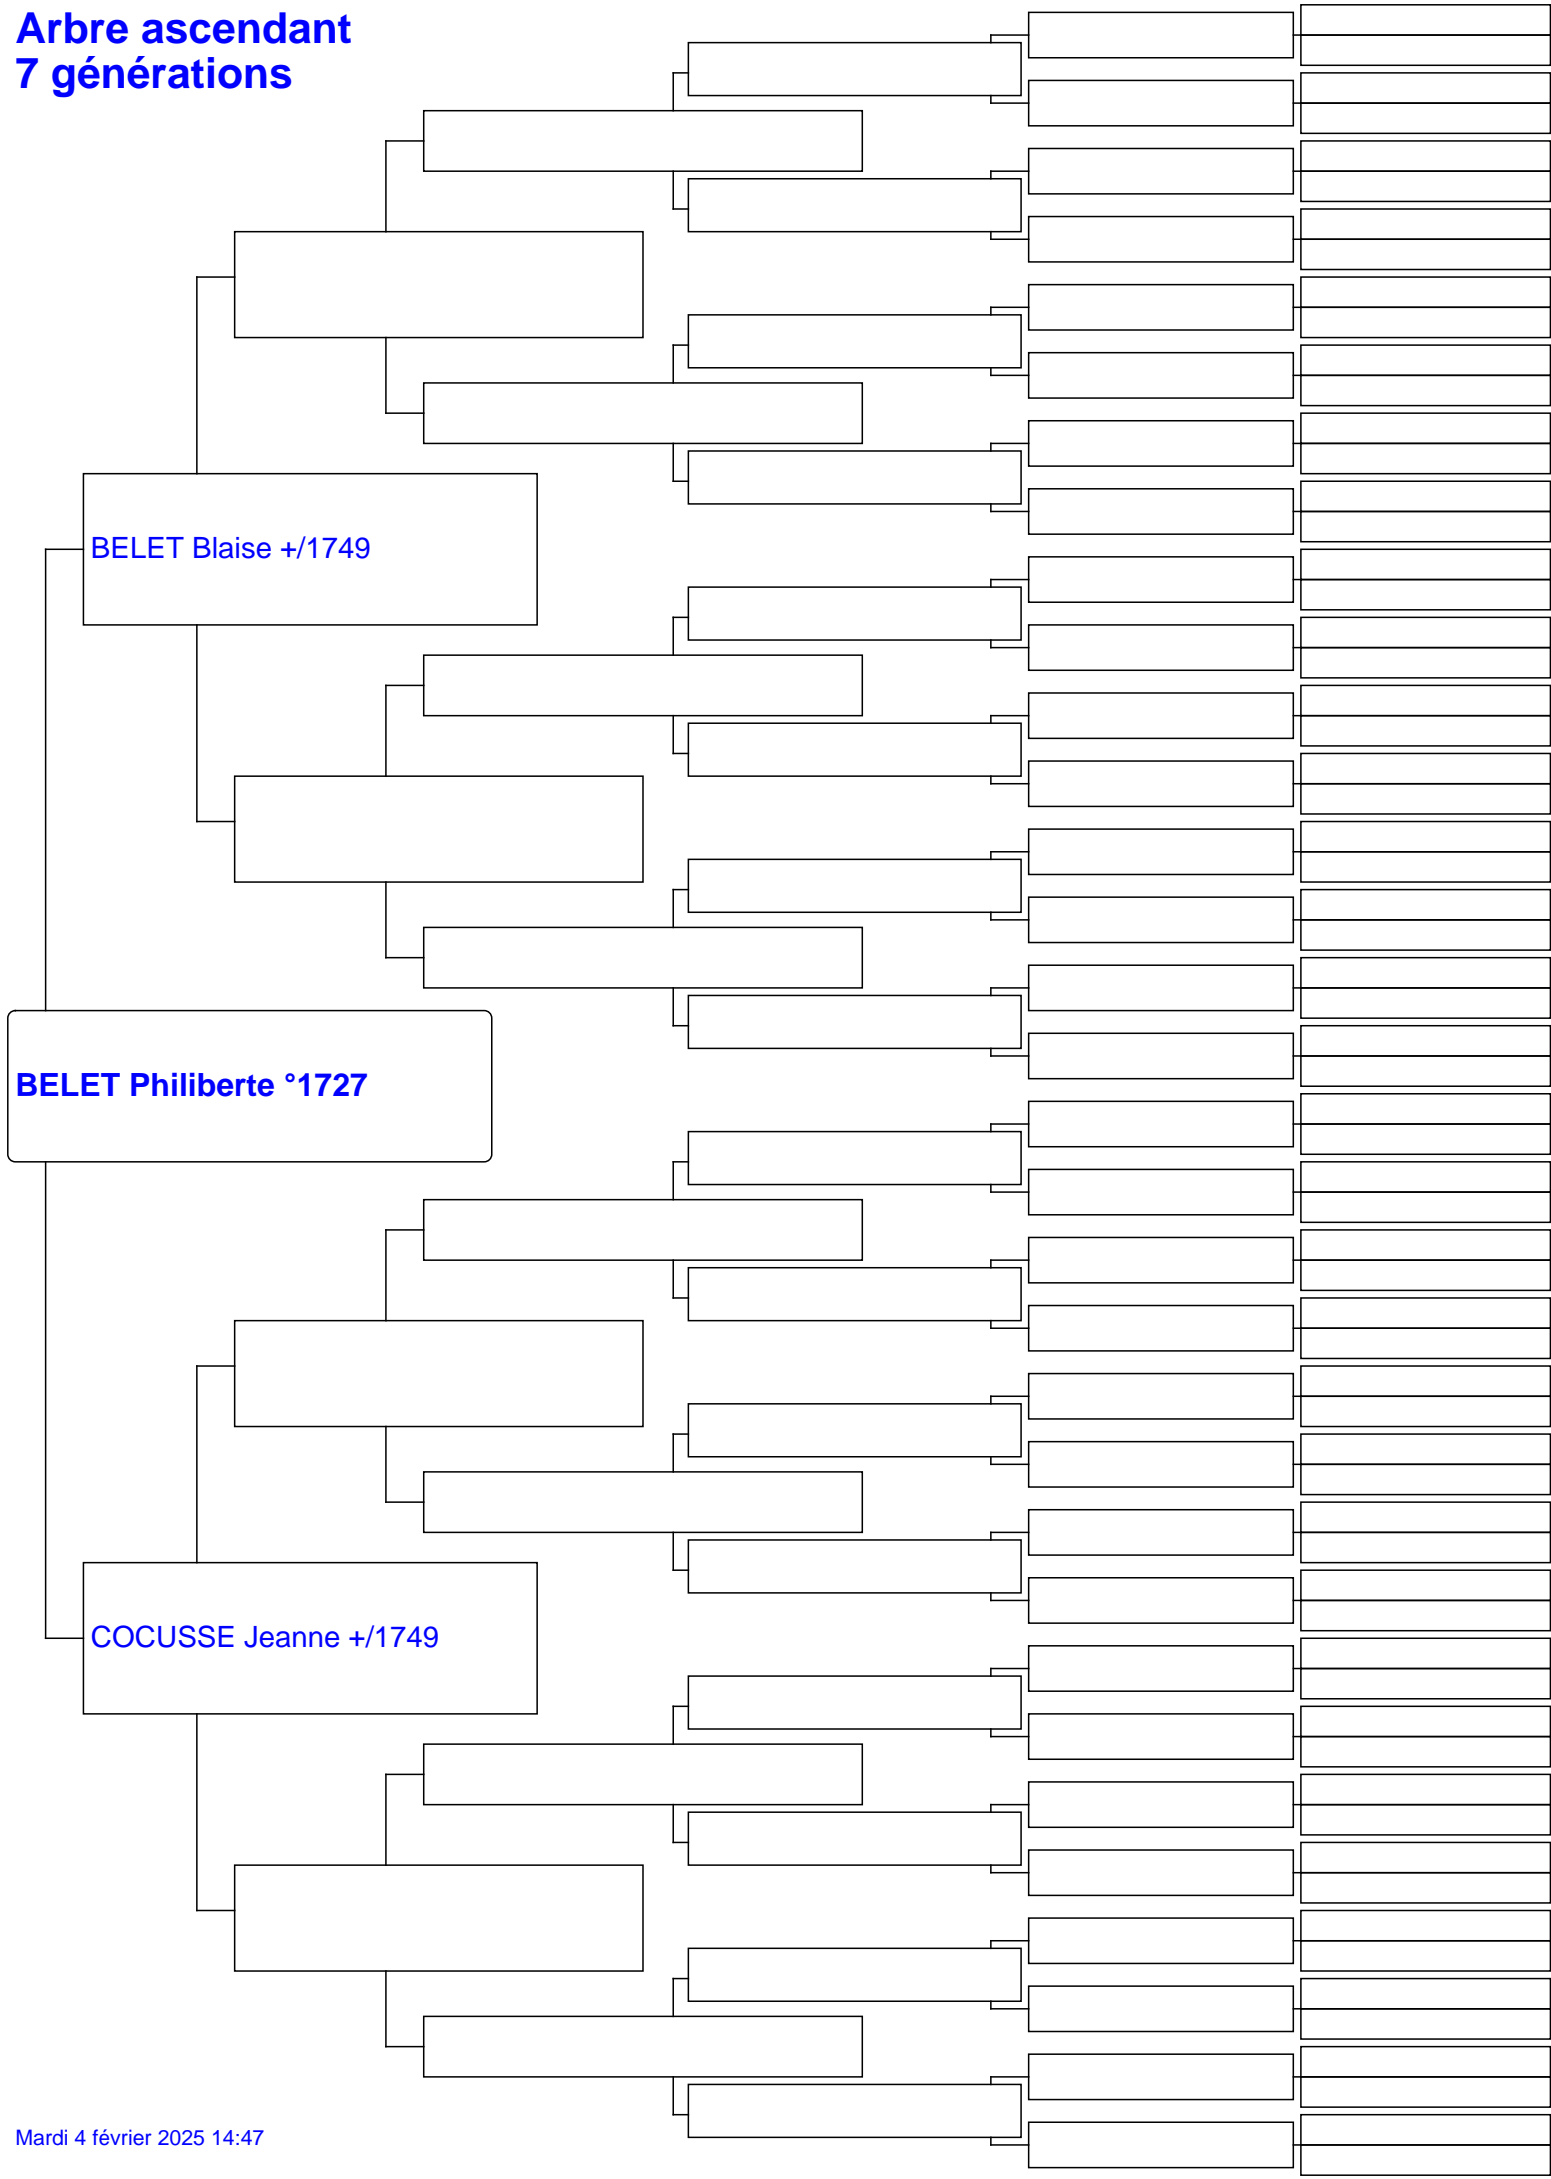 Arbre ascendant
7 générations
BELET Blaise +/1749
BELET Philiberte °1727
COCUSSE Jeanne +/1749
Mardi 4 février 2025 14:47